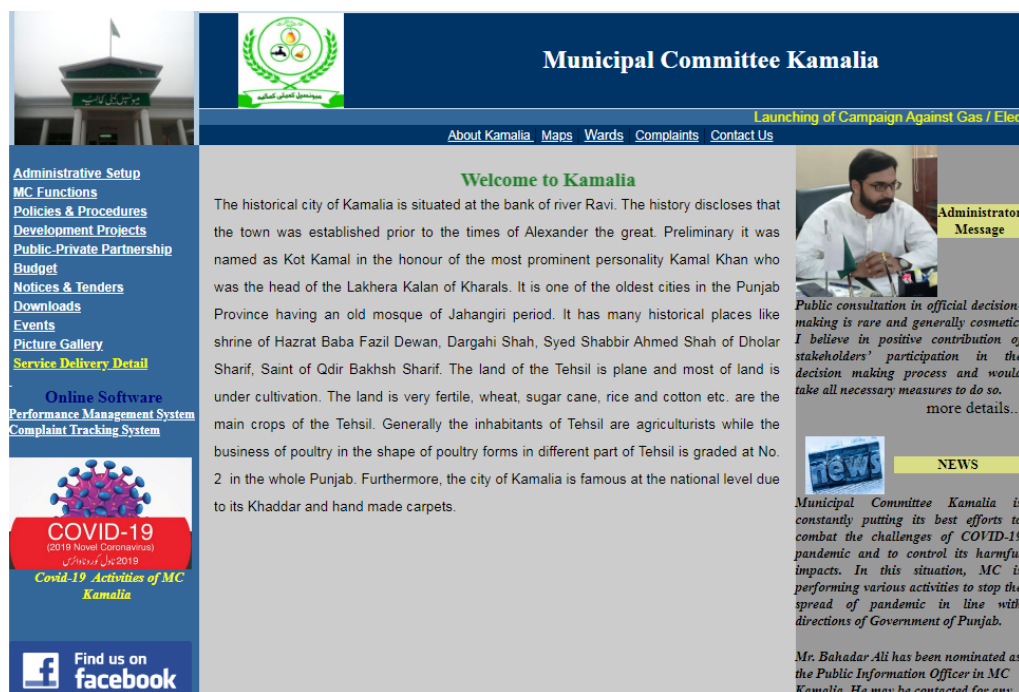 میونسپل کمیٹی کمالیہ
میونسپل کمیٹی کمالیہ
Municipal Committee Kamalia
Launching of Campaign Against Gas / Elec
About Kamalia Maps Wards Complaints Contact Us
Administrative Setup
MC Functions
Policies & Procedures
Development Projects
Public-Private Partnership
Budget
Notices & Tenders
Downloads
Events
Picture Gallery
Service Delivery Detail
Online Software
Performance Management System
Complaint Tracking System
COVID-19
(2019 Novel Coronavirus)
2019 ناول کورونا وائرس
Covid-19 Activities of MC
Kamalia
Find us on
facebook
Welcome to Kamalia
The historical city of Kamalia is situated at the bank of river Ravi. The history discloses that
the town was established prior to the times of Alexander the great. Preliminary it was
named as Kot Kamal in the honour of the most prominent personality Kamal Khan who
was the head of the Lakhera Kalan of Kharals. It is one of the oldest cities in the Punjab
Province having an old mosque of Jahangiri period. It has many historical places like
shrine of Hazrat Baba Fazil Dewan, Dargahi Shah, Syed Shabbir Ahmed Shah of Dholar
Sharif, Saint of Qdir Bakhsh Sharif. The land of the Tehsil is plane and most of land is
under cultivation. The land is very fertile, wheat, sugar cane, rice and cotton etc. are the
main crops of the Tehsil. Generally the inhabitants of Tehsil are agriculturists while the
business of poultry in the shape of poultry forms in different part of Tehsil is graded at No.
2 in the whole Punjab. Furthermore, the city of Kamalia is famous at the national level due
to its Khaddar and hand made carpets.
Administrator
Message
Public consultation in official decision-
making is rare and generally cosmetic
I believe in positive contribution of
stakeholders' participation in the
decision making process and would
take all necessary measures to do so.
more details..
news
NEWS
Municipal Committee Kamalia is
constantly putting its best efforts to
combat the challenges of COVID-19
pandemic and to control its harmful
impacts. In this situation, MC is
performing various activities to stop the
spread of pandemic in line with
directions of Government of Punjab.
Mr. Bahadar Ali has been nominated as
the Public Information Officer in MC
Kamalia. He may be contacted for any